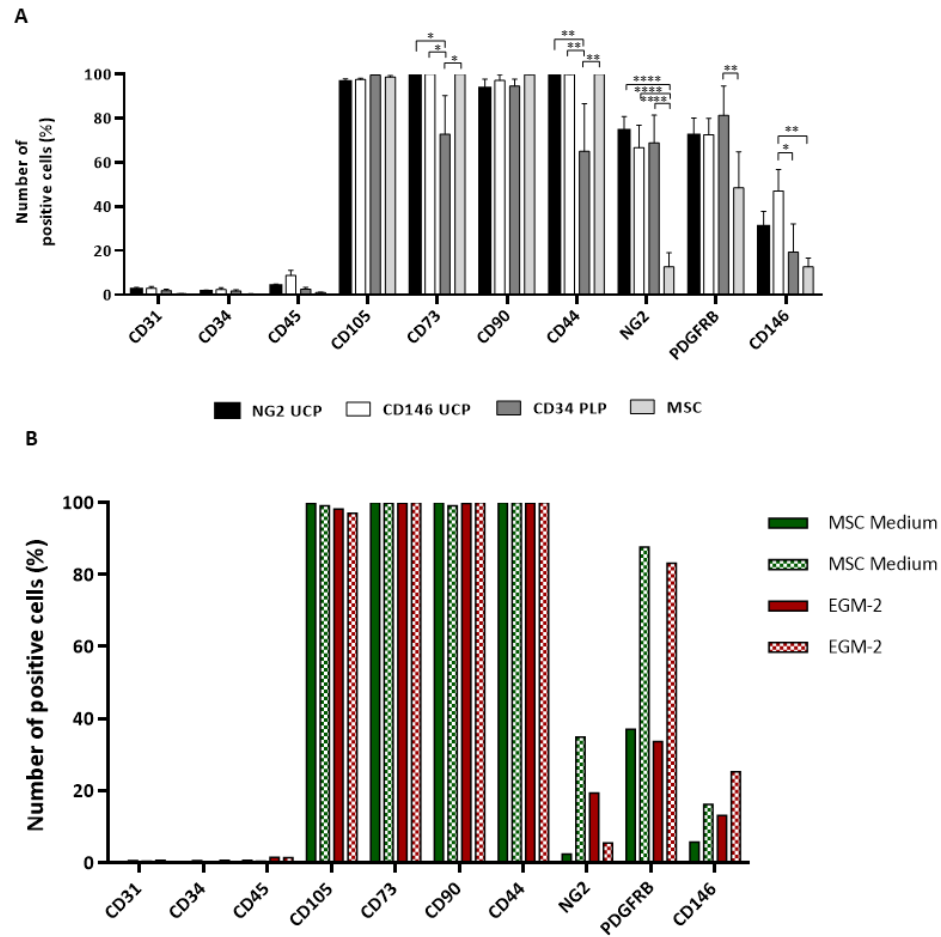 A
Number of
positive cells (%)
100
80
60
40
20
0
* * *
** ** **
**** **** ****
**
** *
CD31 CD34 CD45 CD105 CD73 CD90 CD44 NG2 PDGFRB CD146
NG2 UCP CD146 UCP CD34 PLP MSC
B
Number of positive cells (%)
100
80
60
40
20
0
CD31 CD34 CD45 CD105 CD73 CD90 CD44 NG2 PDGFRB CD146
MSC Medium
MSC Medium
EGM-2
EGM-2